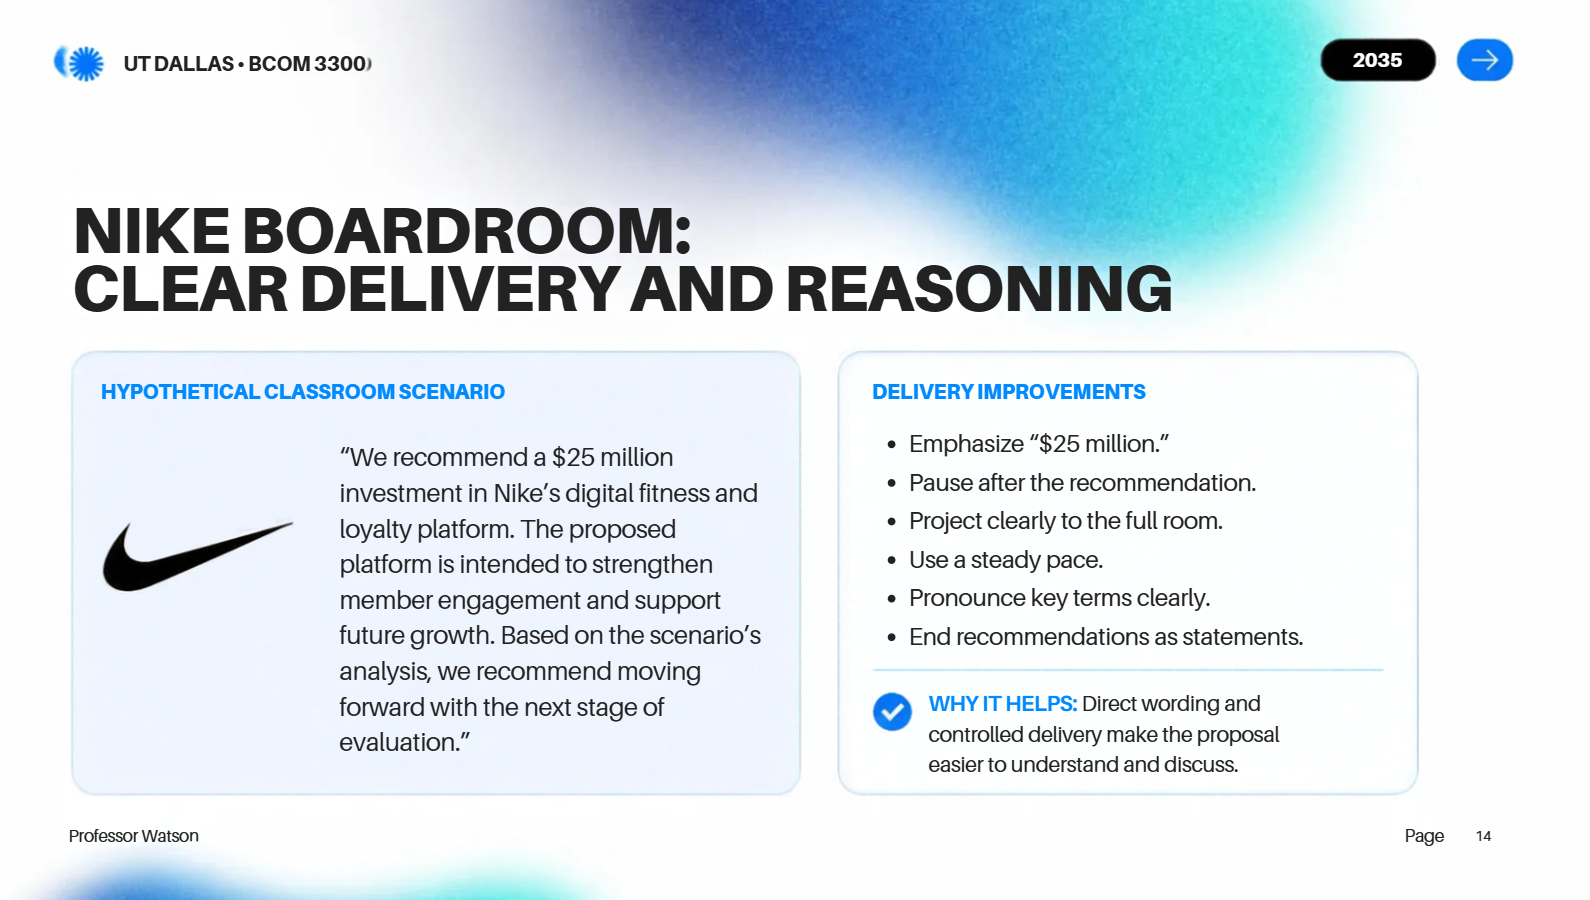 UT DALLAS • BCOM 3300
2035
NIKE BOARDROOM:
CLEAR DELIVERY AND REASONING
HYPOTHETICAL CLASSROOM SCENARIO
“We recommend a $25 million
investment in Nike’s digital fitness and
loyalty platform. The proposed
platform is intended to strengthen
member engagement and support
future growth. Based on the scenario’s
analysis, we recommend moving
forward with the next stage of
evaluation.”
DELIVERY IMPROVEMENTS
• Emphasize “$25 million.”
• Pause after the recommendation.
• Project clearly to the full room.
• Use a steady pace.
• Pronounce key terms clearly.
• End recommendations as statements.
WHY IT HELPS: Direct wording and
controlled delivery make the proposal
easier to understand and discuss.
Professor Watson
Page 14